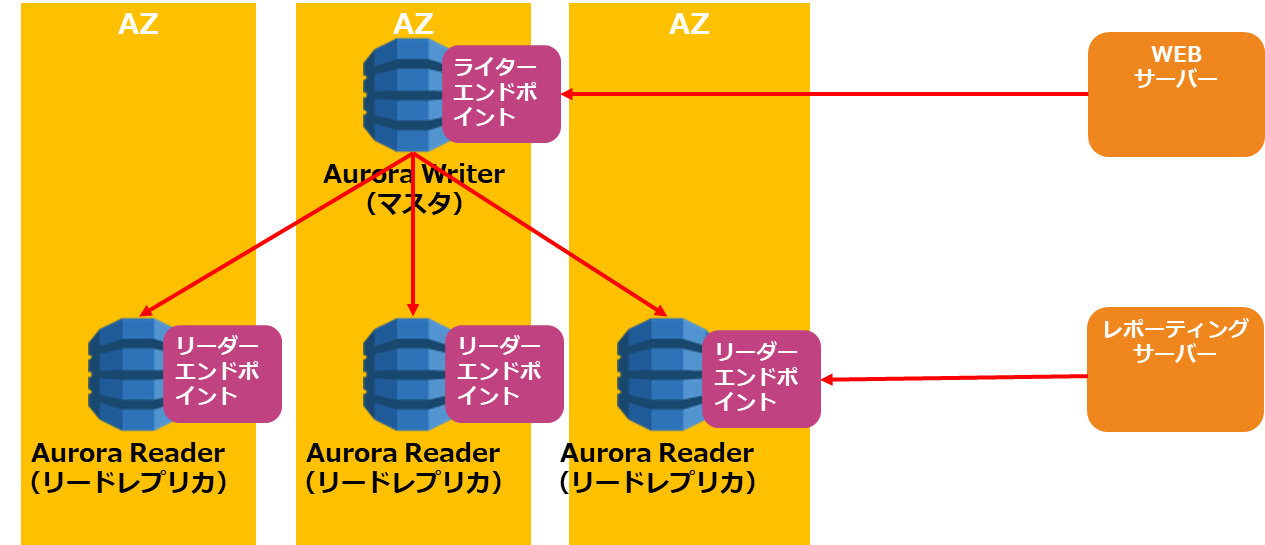 AZ
AZ
AZ
ライター
エンドポ
イント
WEB
サーバー
Aurora Writer
（マスタ）
リーダー
エンドポ
イント
リーダー
エンドポ
イント
リーダー
エンドポ
イント
レポーティング
サーバー
Aurora Reader
（リードレプリカ）
Aurora Reader
（リードレプリカ）
Aurora Reader
（リードレプリカ）